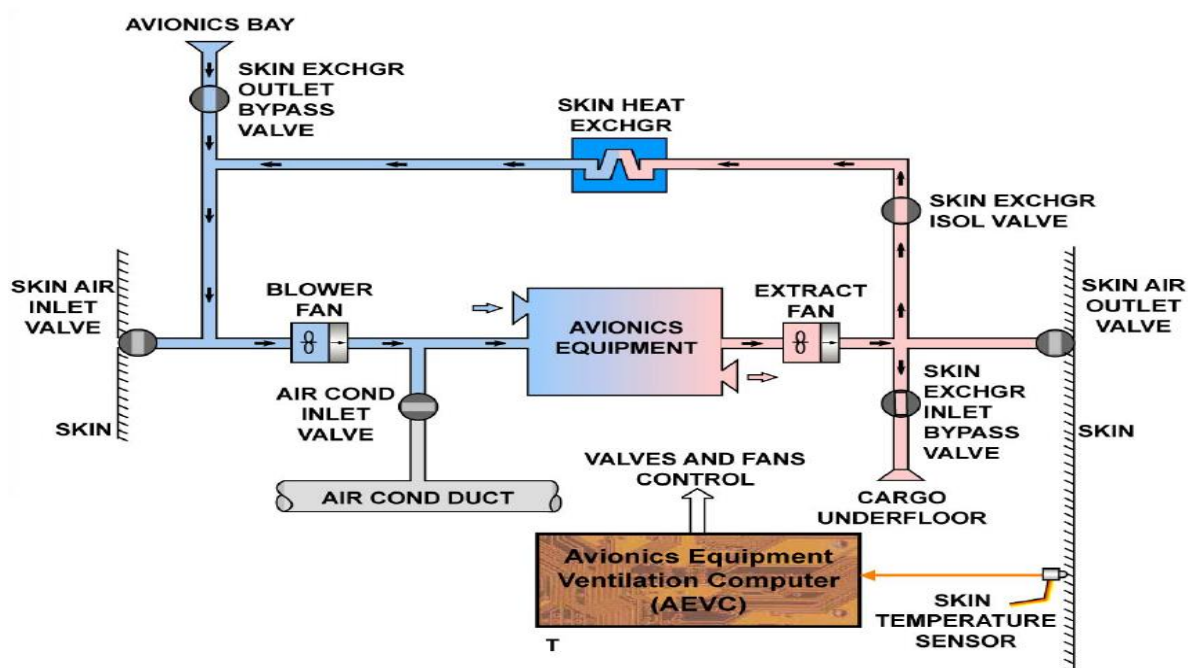 AVIONICS BAY
SKIN EXCHGR
OUTLET
BYPASS
VALVE
SKIN HEAT
EXCHGR
SKIN EXCHGR
ISOL VALVE
SKIN AIR
INLET
VALVE
BLOWER
FAN
AVIONICS
EQUIPMENT
EXTRACT
FAN
SKIN AIR
OUTLET
VALVE
AIR COND
INLET
VALVE
SKIN
EXCHGR
INLET
BYPASS
VALVE
SKIN
SKIN
AIR COND DUCT
VALVES AND FANS
CONTROL
CARGO
UNDERFLOOR
Avionics Equipment
Ventilation Computer
(AEVC)
SKIN
TEMPERATURE
SENSOR
T